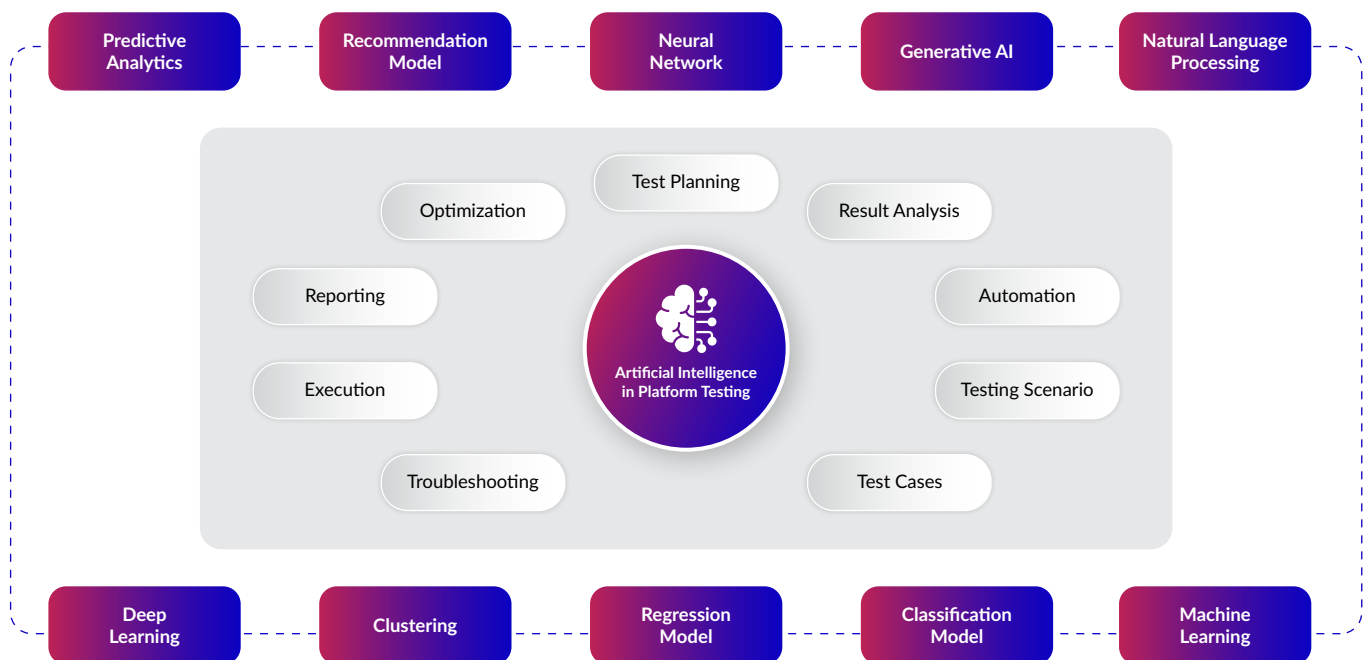 Predictive
Analytics
Recommendation
Model
Neural
Network
Generative AI
Natural Language
Processing
Test Planning
Optimization
Result Analysis
Reporting
Automation
Artificial Intelligence
in Platform Testing
Execution
Testing Scenario
Troubleshooting
Test Cases
Deep
Learning
Clustering
Regression
Model
Classification
Model
Machine
Learning